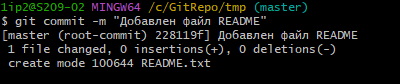 1ip2@S209-02 MINGW64 /c/GitRepo/tmp (master)
$ git commit -m "Добавлен файл README"
[master (root-commit) 228119f] Добавлен файл README
1 file changed, 0 insertions(+), 0 deletions(-)
create mode 100644 README.txt